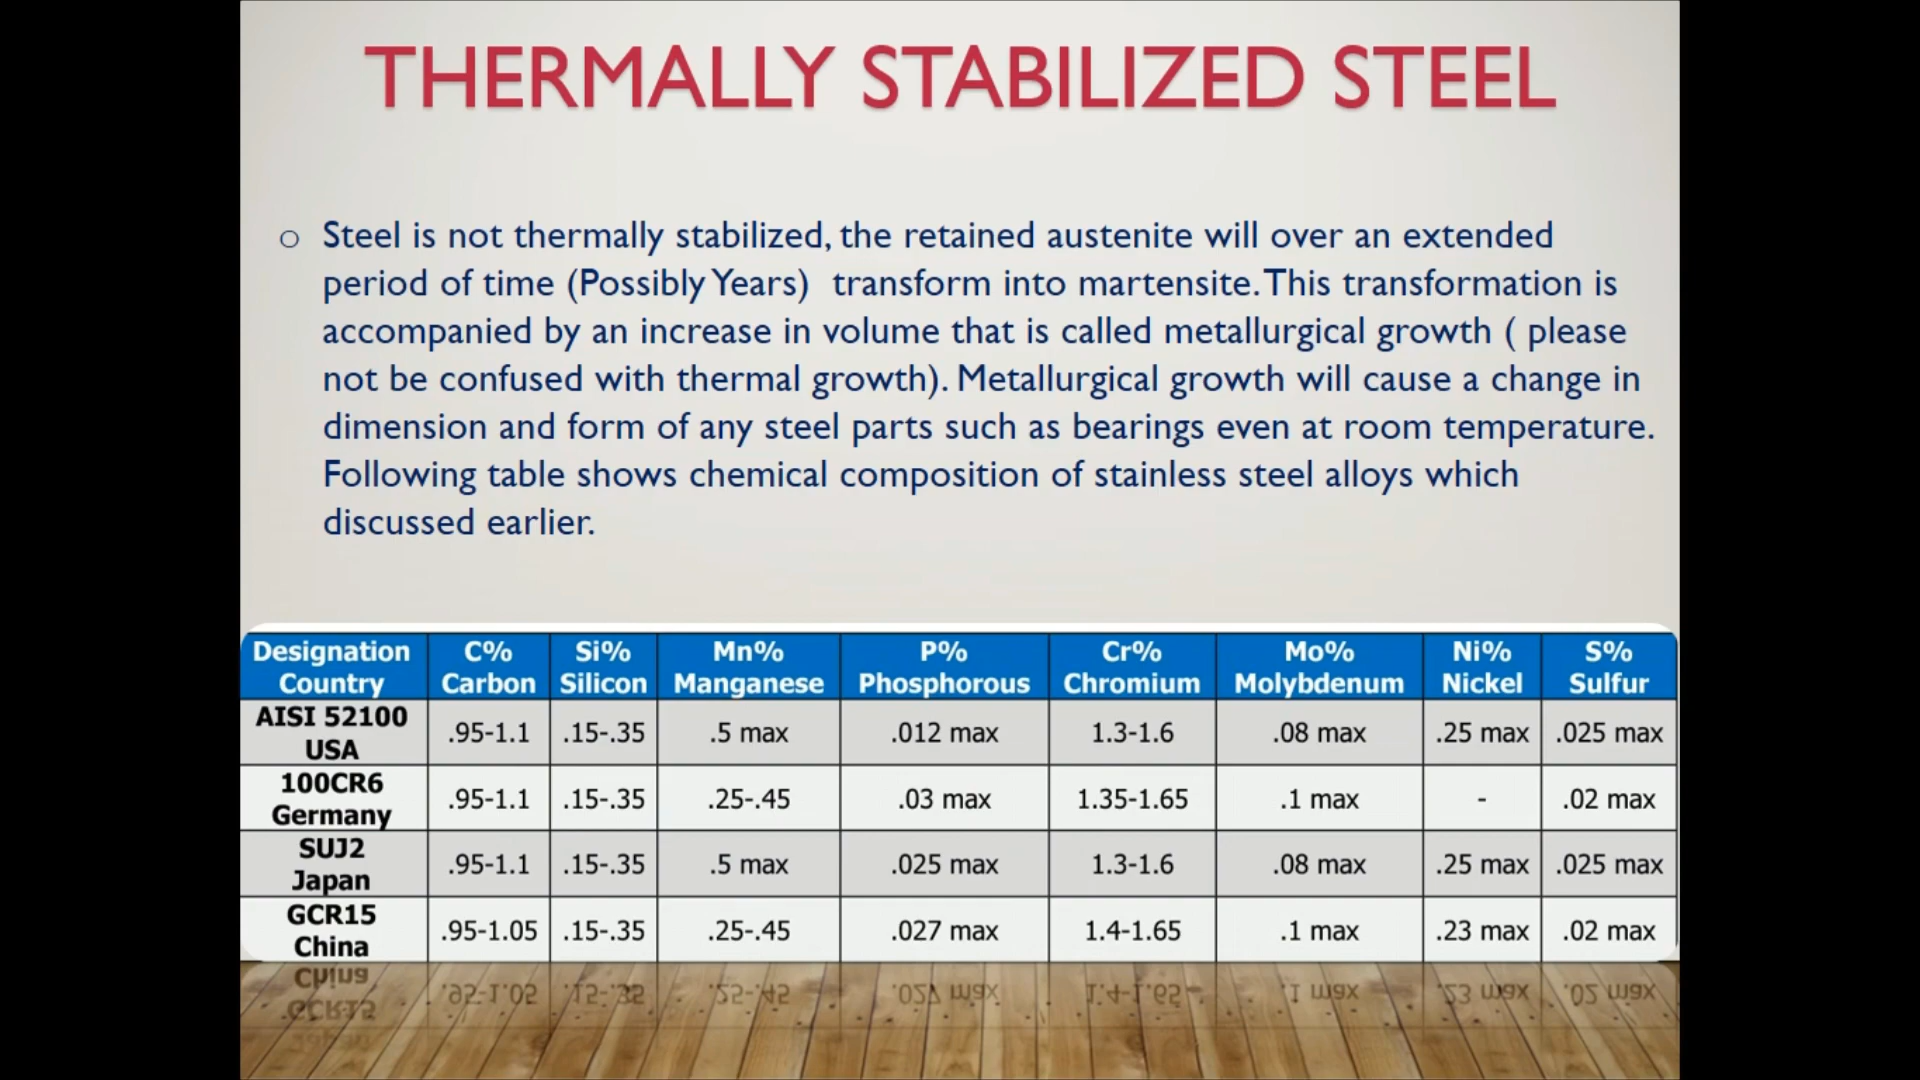 THERMALLY STABILIZED STEEL
o Steel is not thermally stabilized, the retained austenite will over an extended
period of time (Possibly Years) transform into martensite. This transformation is
accompanied by an increase in volume that is called metallurgical growth ( please
not be confused with thermal growth). Metallurgical growth will cause a change in
dimension and form of any steel parts such as bearings even at room temperature.
Following table shows chemical composition of stainless steel alloys which
discussed earlier.
Designation Country C% Carbon Si% Silicon Mn% Manganese P% Phosphorous Cr% Chromium Mo% Molybdenum Ni% Nickel S% Sulfur
AISI 52100 USA .95-1.1 .15-.35 .5 max .012 max 1.3-1.6 .08 max .25 max .025 max
100CR6 Germany .95-1.1 .15-.35 .25-.45 .03 max 1.35-1.65 .1 max - .02 max
SUJ2 Japan .95-1.1 .15-.35 .5 max .025 max 1.3-1.6 .08 max .25 max .025 max
GCR15 China .95-1.05 .15-.35 .25-.45 .027 max 1.4-1.65 .1 max .23 max .02 max